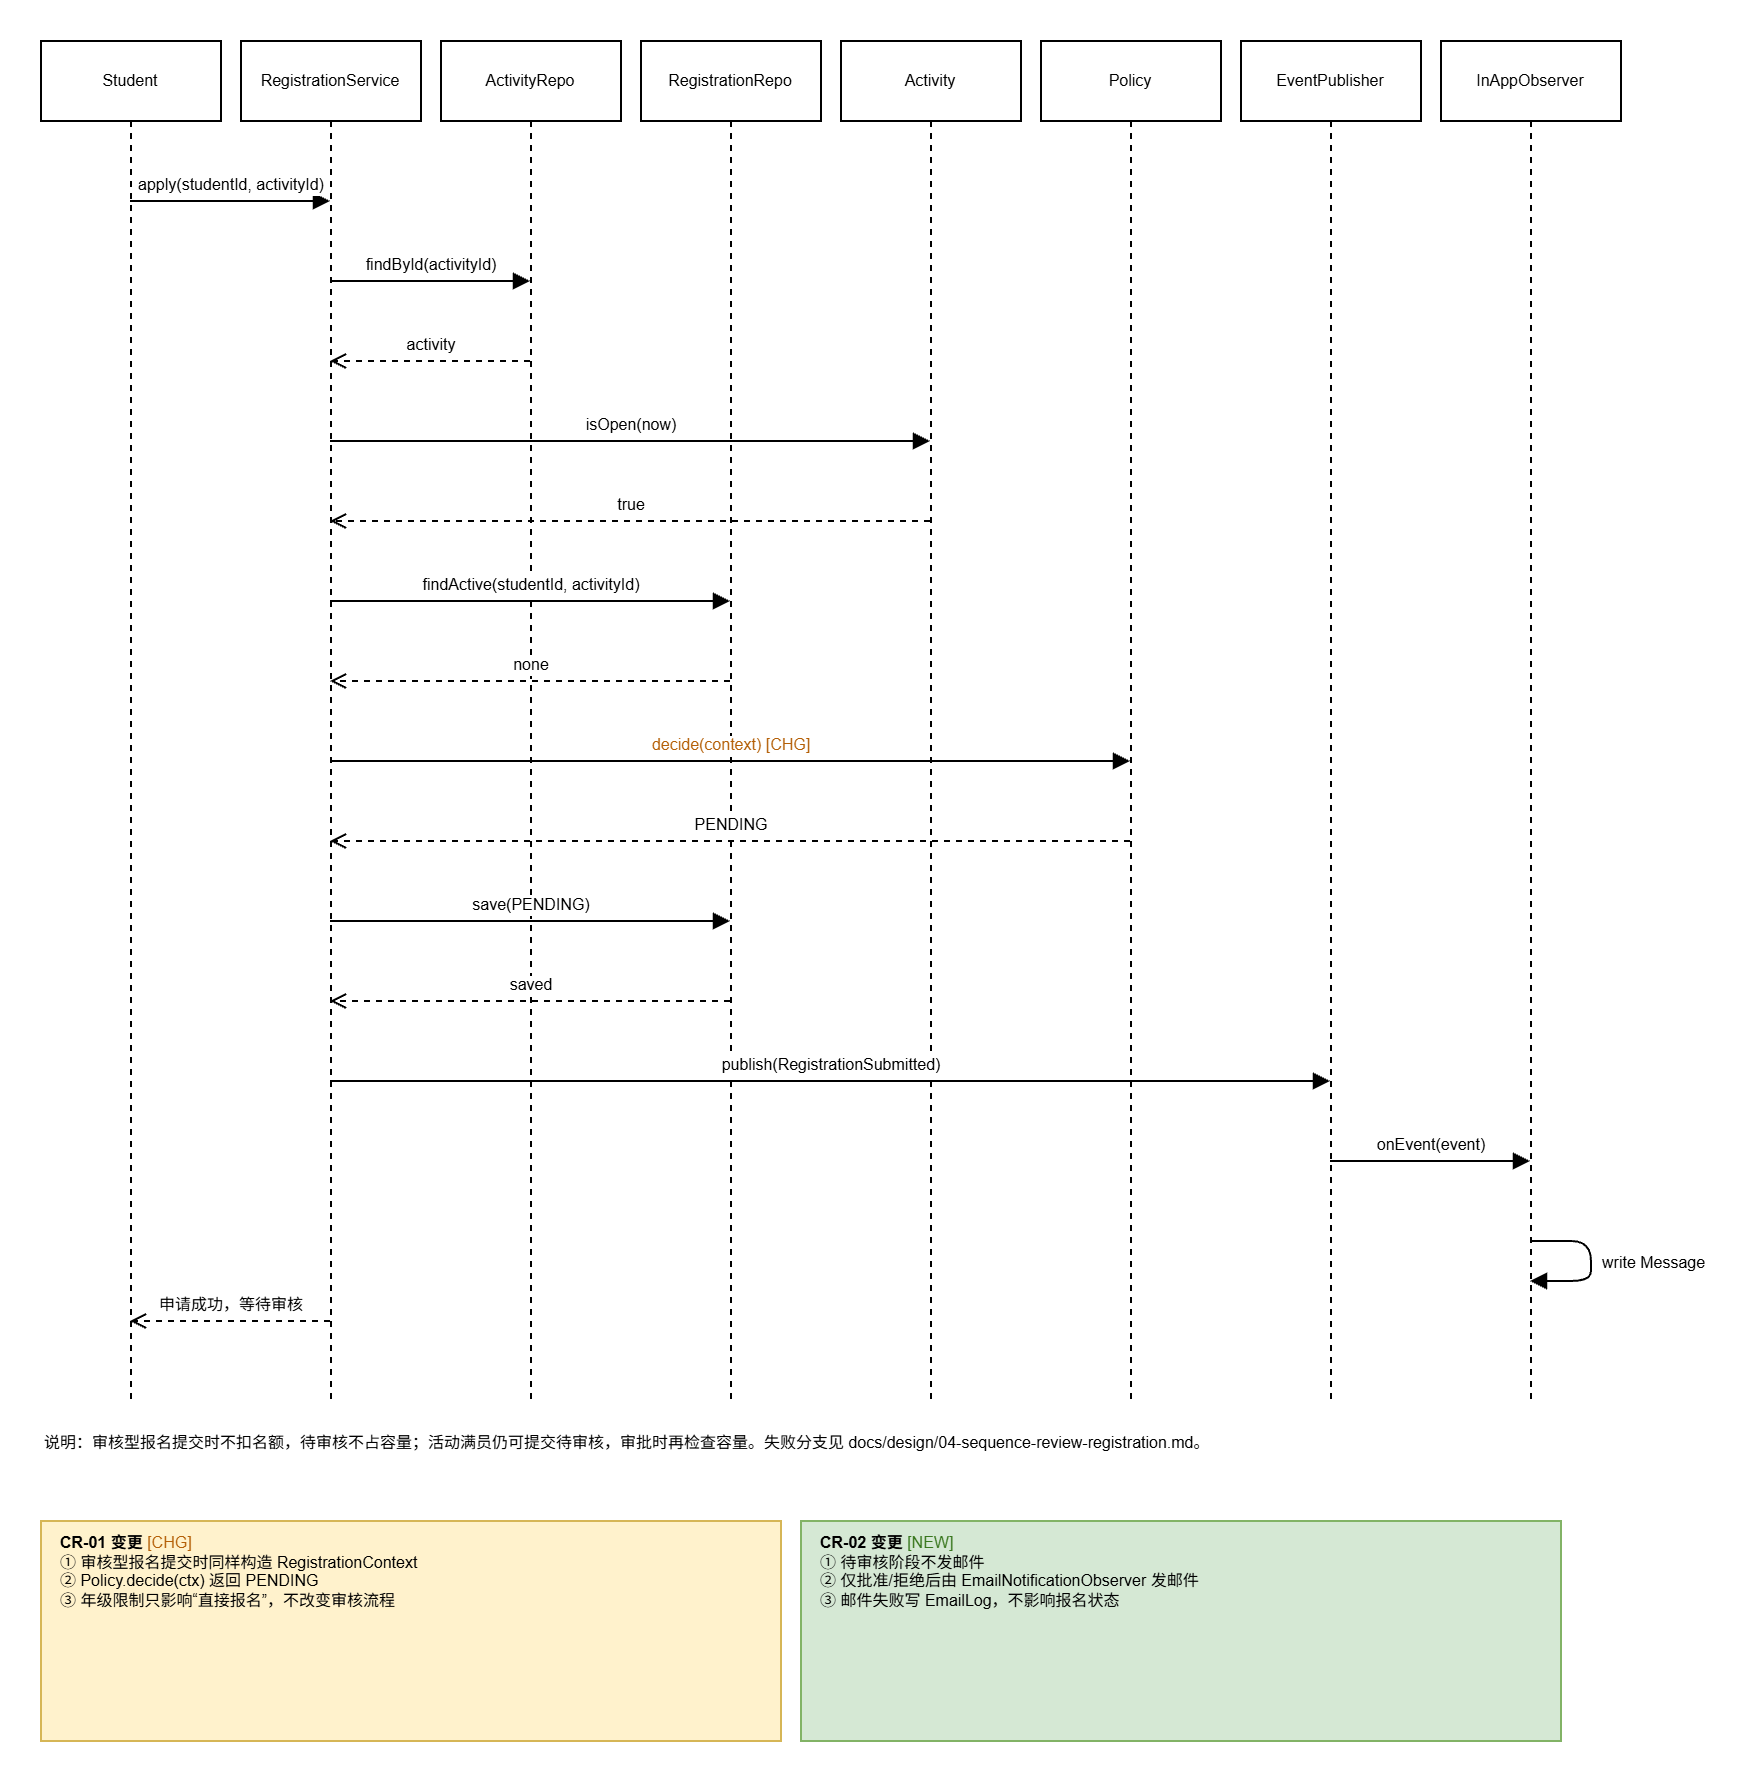 Student
RegistrationService
ActivityRepo
RegistrationRepo
Activity
Policy
EventPublisher
InAppObserver
apply(studentId, activityId)
findById(activityId)
activity
isOpen(now)
true
findActive(studentId, activityId)
none
decide(context) [CHG]
PENDING
save(PENDING)
saved
publish(RegistrationSubmitted)
onEvent(event)
write Message
申请成功，等待审核
说明：审核型报名提交时不扣名额，待审核不占容量；活动满员仍可提交待审核，审批时再检查容量。失败分支见 docs/design/04-sequence-review-registration.md。
CR-01 变更 [CHG]
① 审核型报名提交时同样构造 RegistrationContext
② Policy.decide(ctx) 返回 PENDING
③ 年级限制只影响“直接报名”，不改变审核流程
CR-02 变更 [NEW]
① 待审核阶段不发邮件
② 仅批准/拒绝后由 EmailNotificationObserver 发邮件
③ 邮件失败写 EmailLog，不影响报名状态